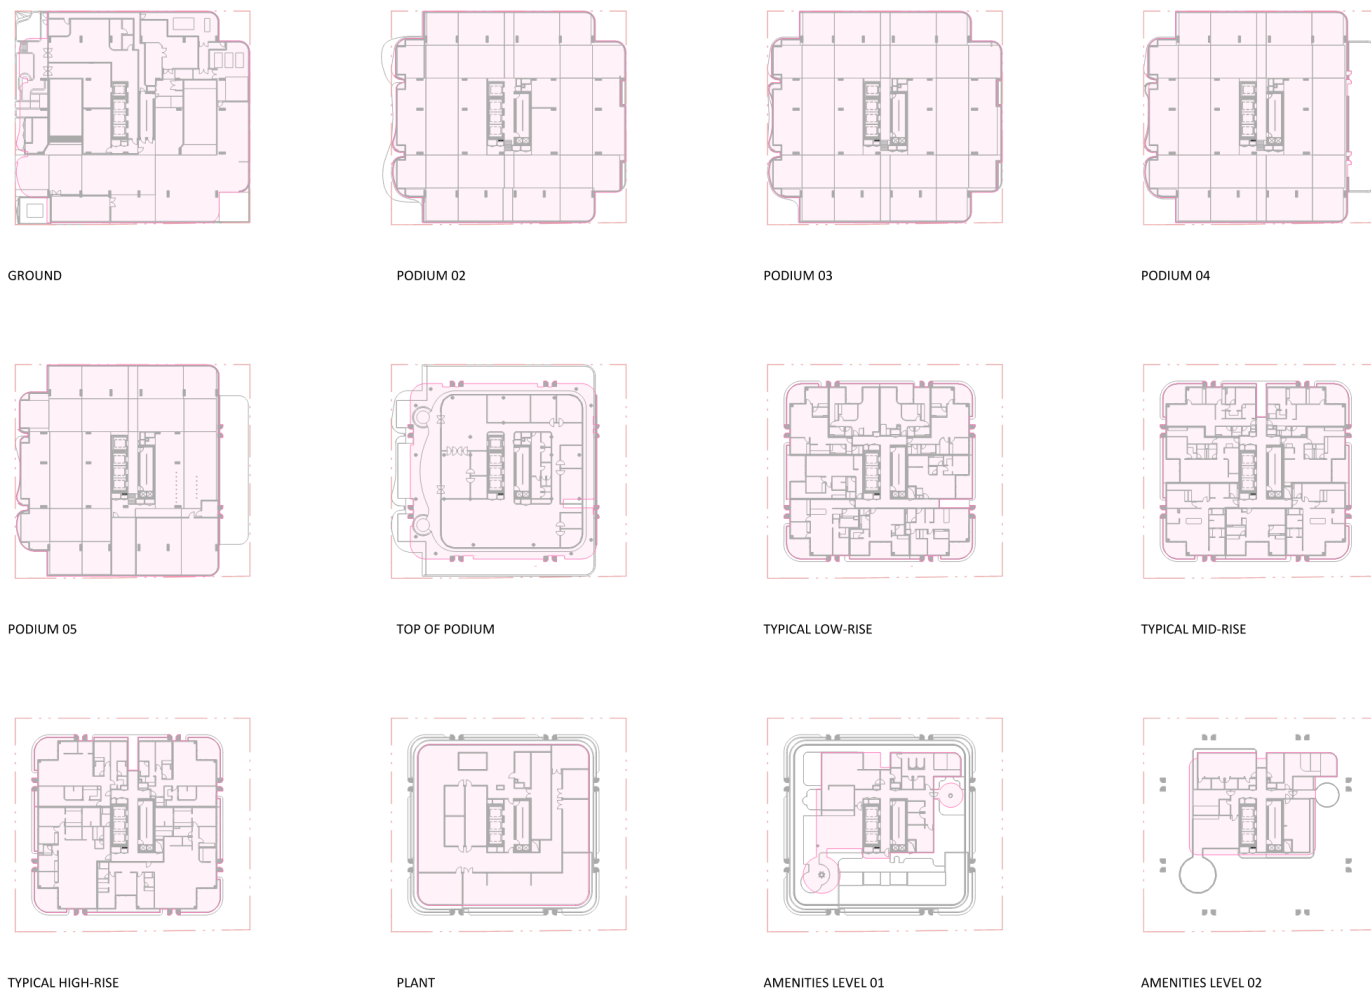 GROUND
PODIUM 02
PODIUM 03
PODIUM 04
PODIUM 05
TOP OF PODIUM
TYPICAL LOW-RISE
TYPICAL MID-RISE
TYPICAL HIGH-RISE
PLANT
AMENITIES LEVEL 01
AMENITIES LEVEL 02